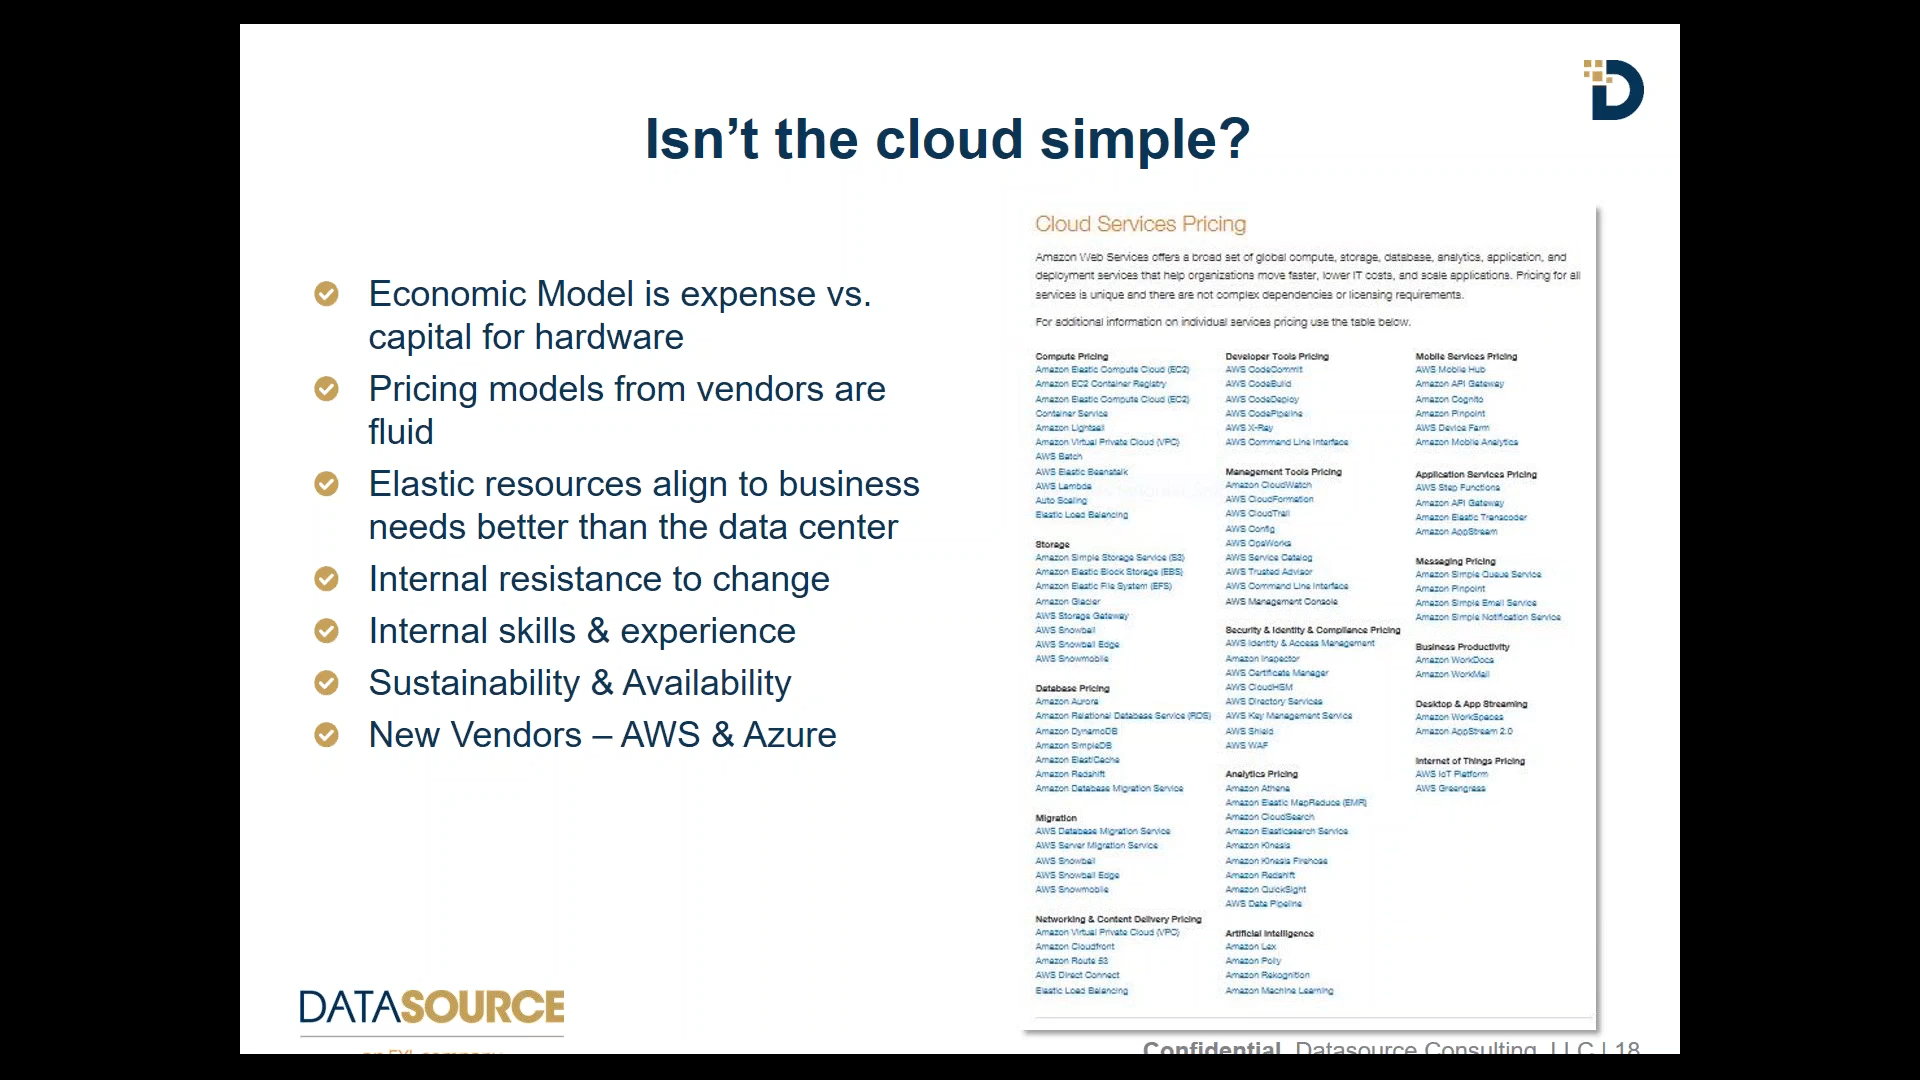 Isn’t the cloud simple?
Economic Model is expense vs.
capital for hardware
Pricing models from vendors are
fluid
Elastic resources align to business
needs better than the data center
Internal resistance to change
Internal skills & experience
Sustainability & Availability
New Vendors – AWS & Azure
Cloud Services Pricing
Amazon Web Services offers a broad set of global compute, storage, database, analytics, application, and
deployment services that help organizations move faster, lower IT costs, and scale applications. Pricing for all
services is unique and there are not complex dependencies or licensing requirements.
For additional information on individual services pricing use the table below.
Compute Pricing
Amazon Elastic Compute Cloud (EC2)
Amazon EC2 Container Registry
Amazon Elastic Compute Cloud (EC2)
Container Service
Amazon Lightsail
Amazon Virtual Private Cloud (VPC)
AWS Batch
AWS Elastic Beanstalk
AWS Lambda
Auto Scaling
Elastic Load Balancing
Storage
Amazon Simple Storage Service (S3)
Amazon Elastic Block Storage (EBS)
Amazon Elastic File System (EFS)
Amazon Glacier
AWS Storage Gateway
AWS Snowball
AWS Snowball Edge
AWS Snowmobile
Database Pricing
Amazon Aurora
Amazon Relational Database Service (RDS)
Amazon DynamoDB
Amazon SimpleDB
Amazon ElastiCache
Amazon Redshift
Amazon Database Migration Service
Migration
AWS Database Migration Service
AWS Server Migration Service
AWS Snowball
AWS Snowball Edge
AWS Snowmobile
Networking & Content Delivery Pricing
Amazon Virtual Private Cloud (VPC)
Amazon Cloudfront
Amazon Route 53
AWS Direct Connect
Elastic Load Balancing
Developer Tools Pricing
AWS CodeCommit
AWS CodeBuild
AWS CodeDeploy
AWS CodePipeline
AWS X-Ray
AWS Command Line Interface
Management Tools Pricing
Amazon CloudWatch
AWS CloudFormation
AWS CloudTrail
AWS Config
AWS OpsWorks
AWS Service Catalog
AWS Trusted Advisor
AWS Command Line Interface
AWS Management Console
Security & Identity & Compliance Pricing
AWS Identity & Access Management
Amazon Inspector
AWS Certificate Manager
AWS CloudHSM
AWS Directory Services
AWS Key Management Service
AWS Shield
AWS WAF
Analytics Pricing
Amazon Athena
Amazon Elastic MapReduce (EMR)
Amazon CloudSearch
Amazon Elasticsearch Service
Amazon Kinesis
Amazon Kinesis Firehose
Amazon Redshift
Amazon QuickSight
AWS Data Pipeline
Artificial Intelligence
Amazon Lex
Amazon Polly
Amazon Rekognition
Amazon Machine Learning
Mobile Services Pricing
AWS Mobile Hub
Amazon API Gateway
Amazon Cognito
Amazon Pinpoint
AWS Device Farm
Amazon Mobile Analytics
Application Services Pricing
AWS Step Functions
Amazon API Gateway
Amazon Elastic Transcoder
Amazon AppStream
Messaging Pricing
Amazon Simple Queue Service
Amazon Pinpoint
Amazon Simple Email Service
Amazon Simple Notification Service
Business Productivity
Amazon WorkDocs
Amazon WorkMail
Desktop & App Streaming
Amazon WorkSpaces
Amazon AppStream 2.0
Internet of Things Pricing
AWS IoT Platform
AWS Greengrass
DATASOURCE
an EXL company
Confidential Datasource Consulting, LLC | 18